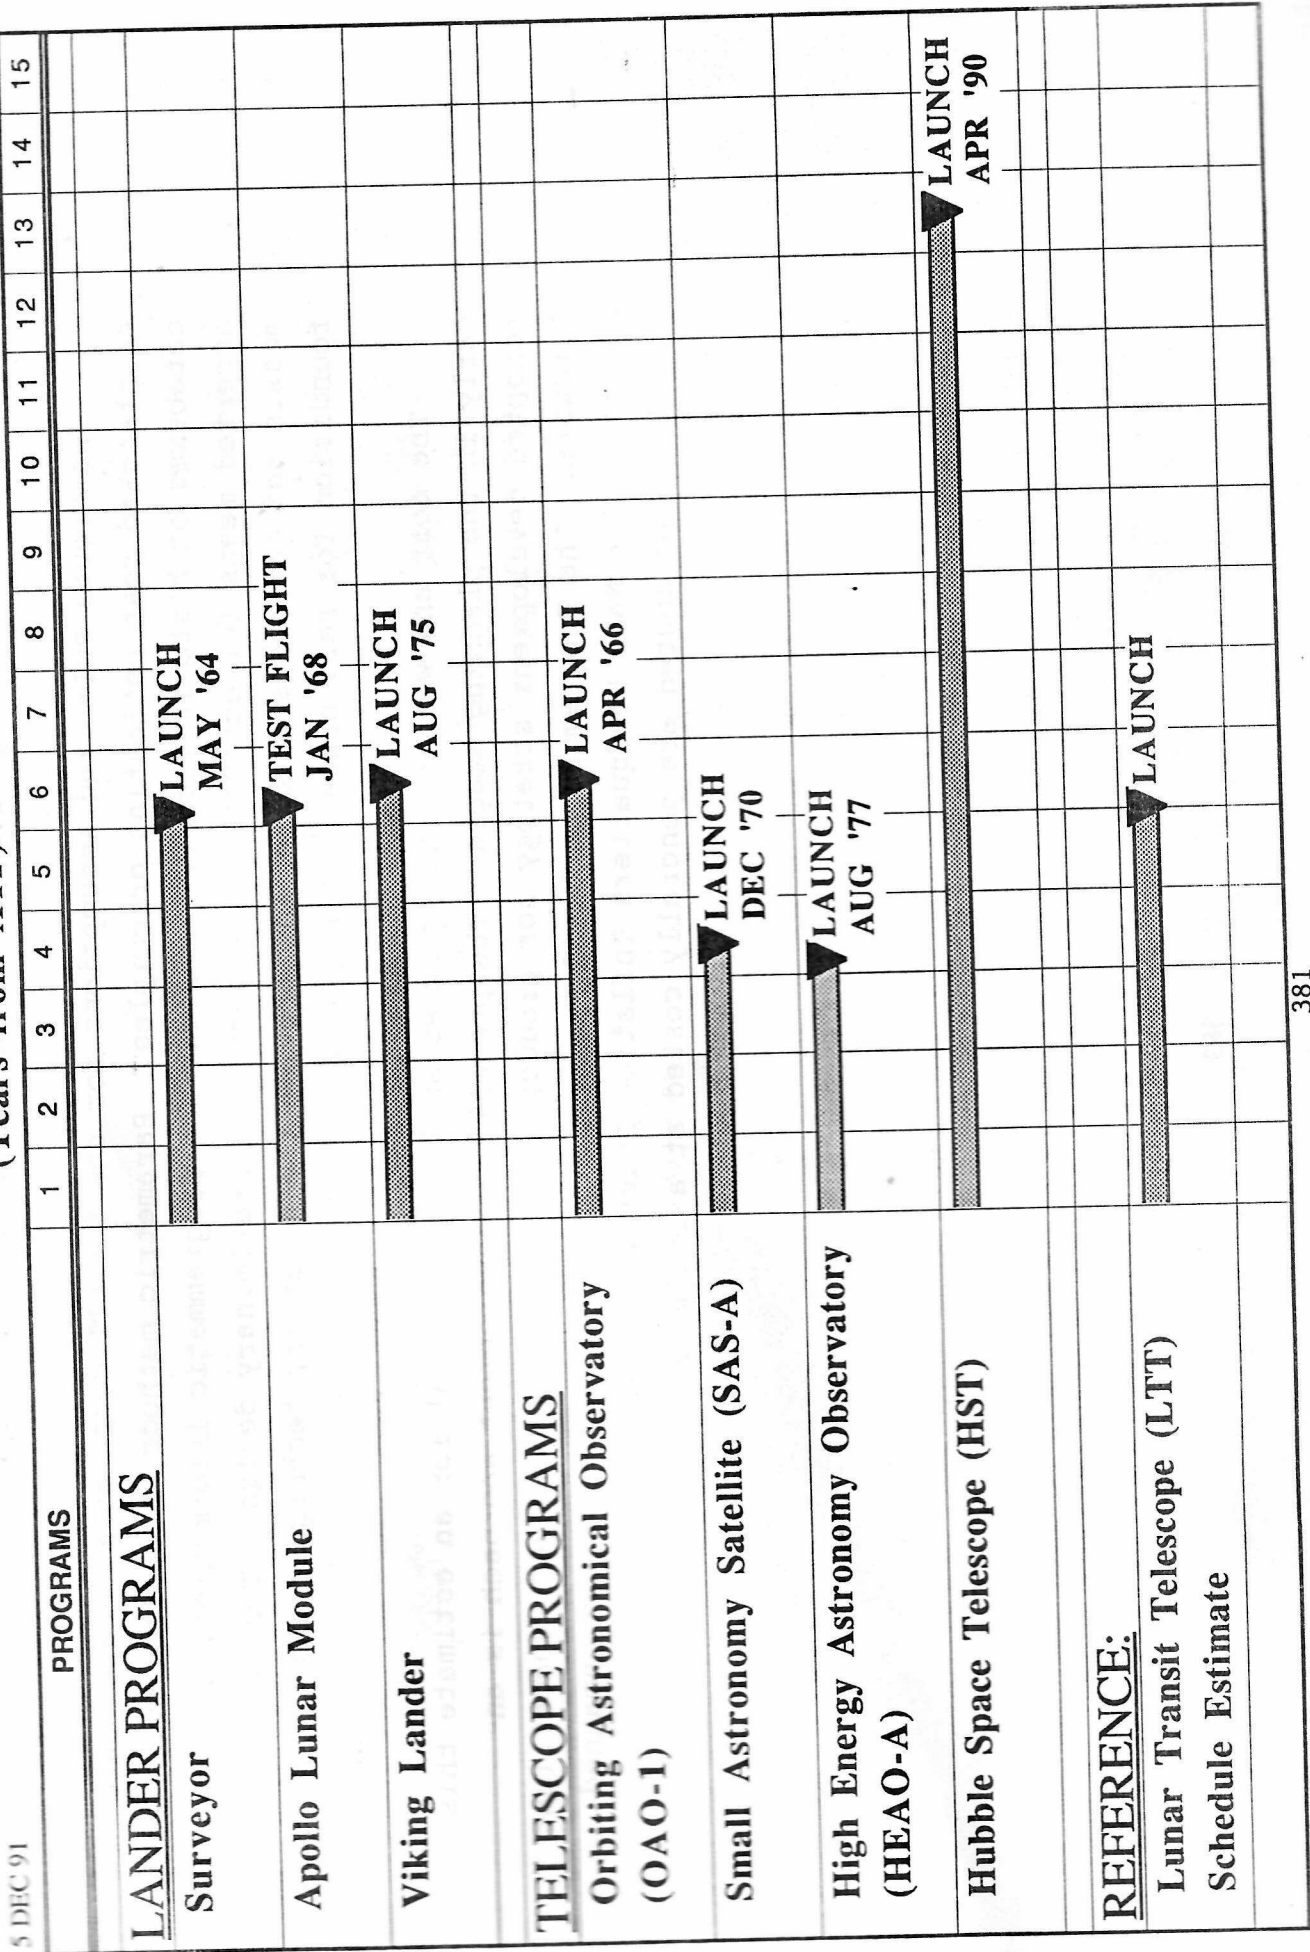 (Years from ATP)
5 DEC '91
PROGRAMS 1 2 3 4 5 6 7 8 9 10 11 12 13 14 15
LANDER PROGRAMS
Surveyor
LAUNCH
MAY '64
Apollo Lunar Module
TEST FLIGHT
JAN '68
Viking Lander
LAUNCH
AUG '75
TELESCOPE PROGRAMS
Orbiting Astronomical Observatory
(OAO-1)
LAUNCH
APR '66
Small Astronomy Satellite (SAS-A)
LAUNCH
DEC '70
High Energy Astronomy Observatory
(HEAO-A)
LAUNCH
AUG '77
Hubble Space Telescope (HST)
LAUNCH
APR '90
REFERENCE:
Lunar Transit Telescope (LTT)
Schedule Estimate
LAUNCH
381